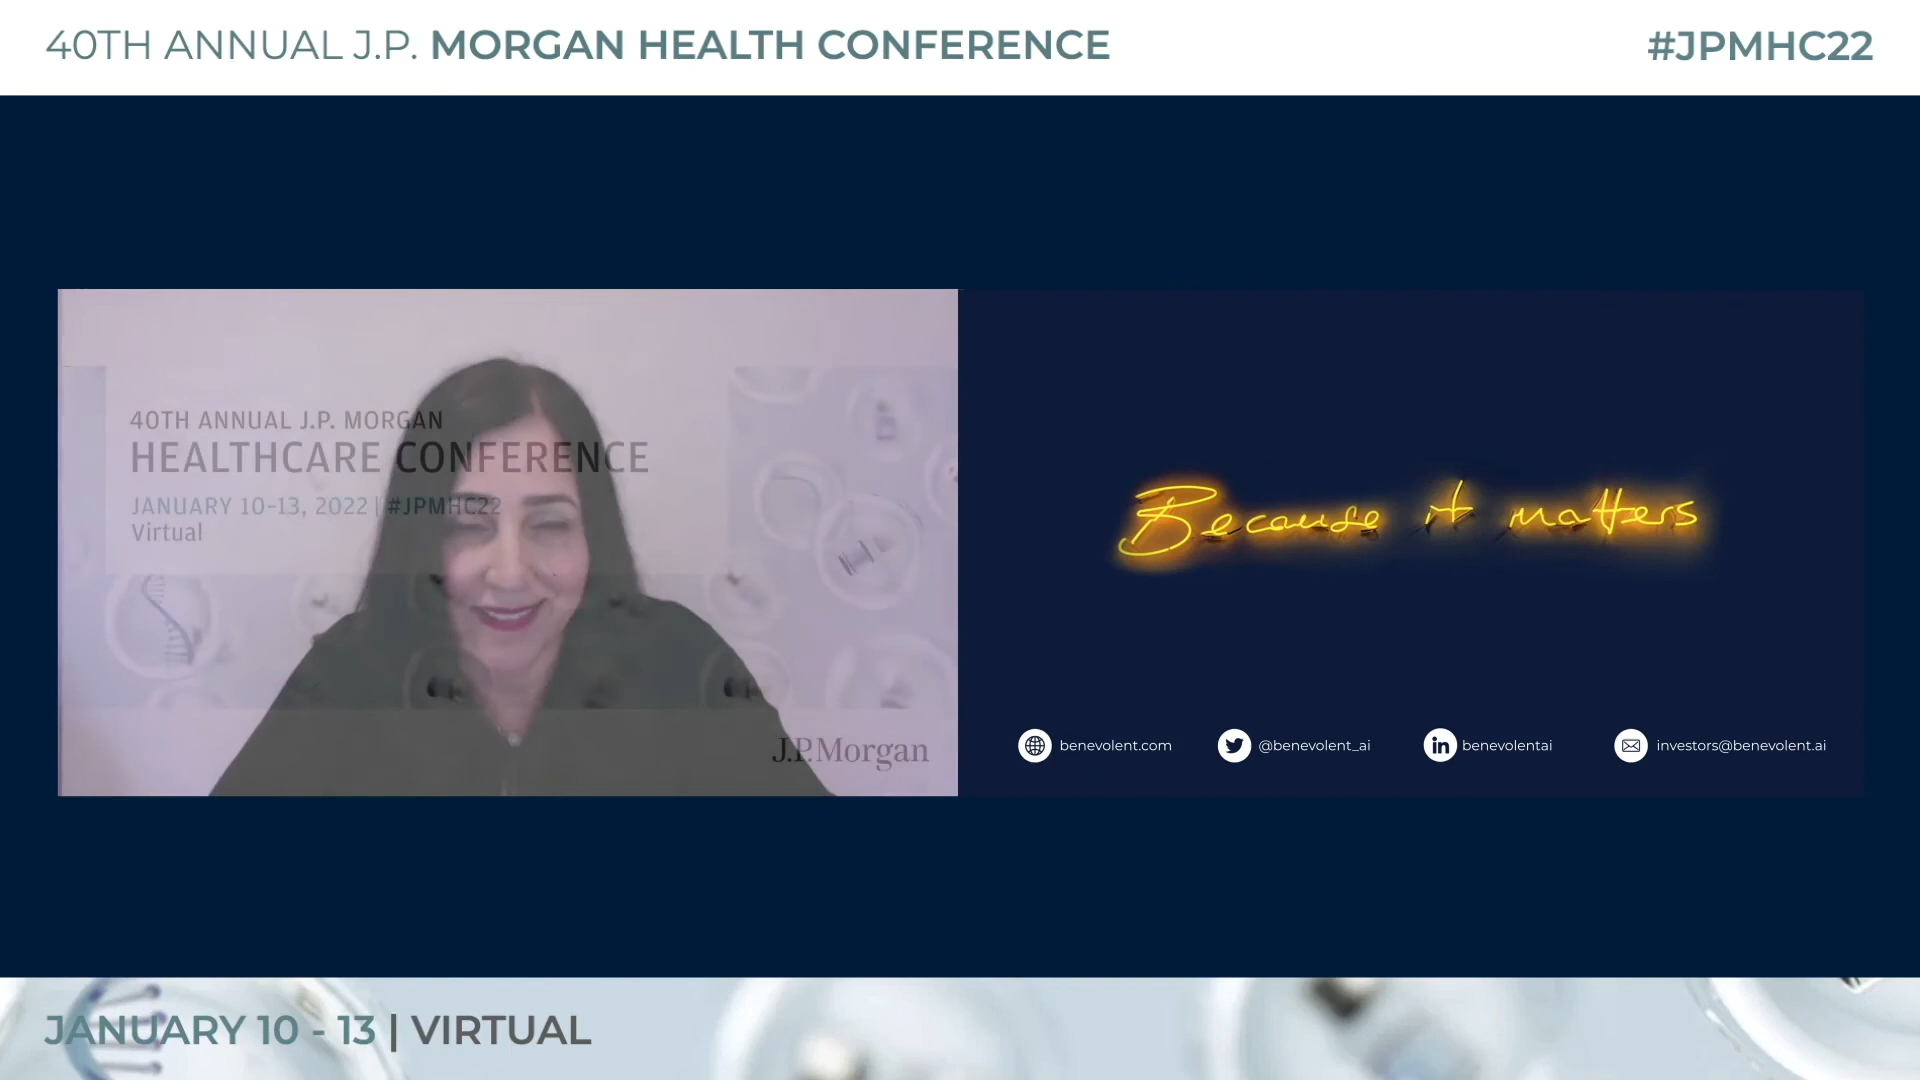 40TH ANNUAL J.P. MORGAN HEALTH CONFERENCE
#JPMHC22
40TH ANNUAL J.P. MORGAN
HEALTHCARE CONFERENCE
JANUARY 10-13, 2022 | #JPMHC22
Virtual
J.P.Morgan
Because it matters
benevolent.com
@benevolent_ai
in benevolentai
investors@benevolent.ai
JANUARY 10 - 13 | VIRTUAL